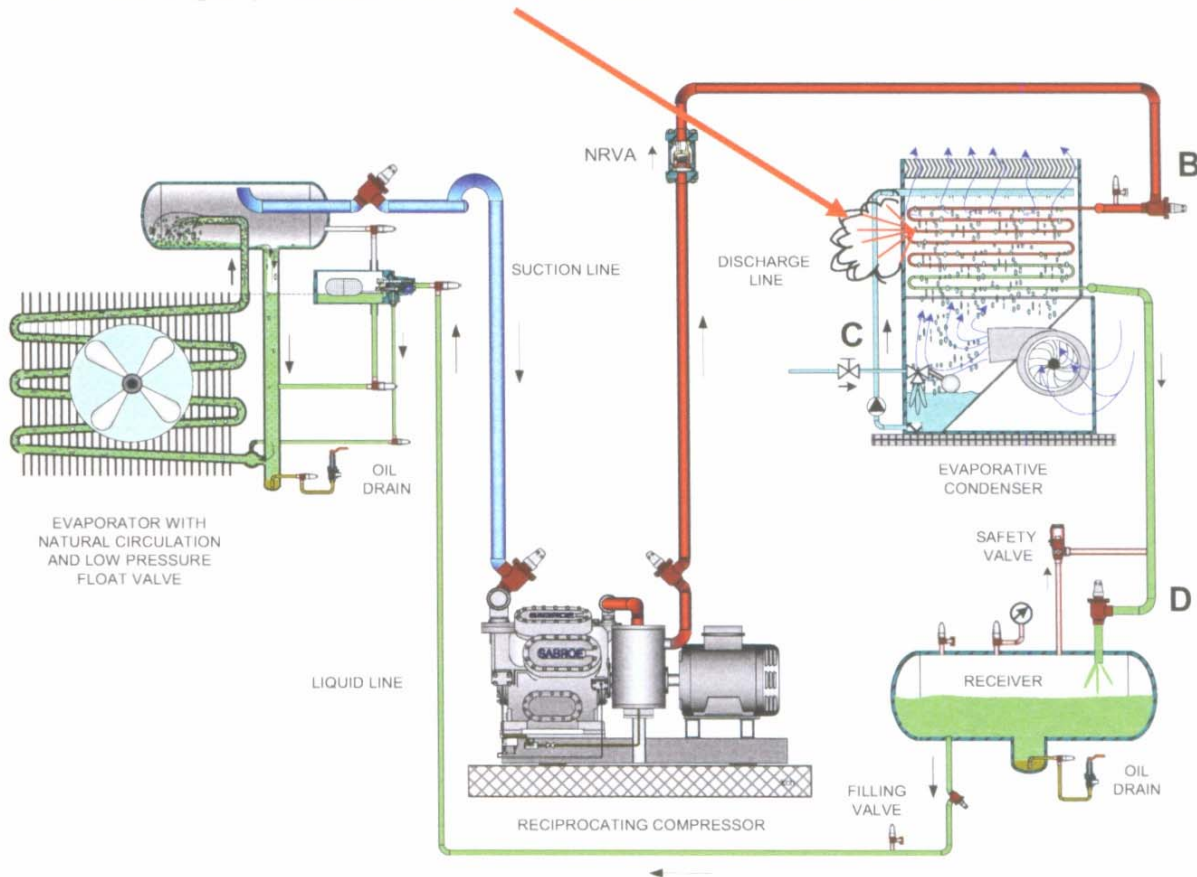 NRVA
B
SUCTION LINE
DISCHARGE
LINE
C
OIL
DRAIN
EVAPORATIVE
CONDENSER
EVAPORATOR WITH
NATURAL CIRCULATION
AND LOW PRESSURE
FLOAT VALVE
SAFETY
VALVE
D
SABROE
LIQUID LINE
RECEIVER
FILLING
VALVE
OIL
DRAIN
RECIPROCATING COMPRESSOR